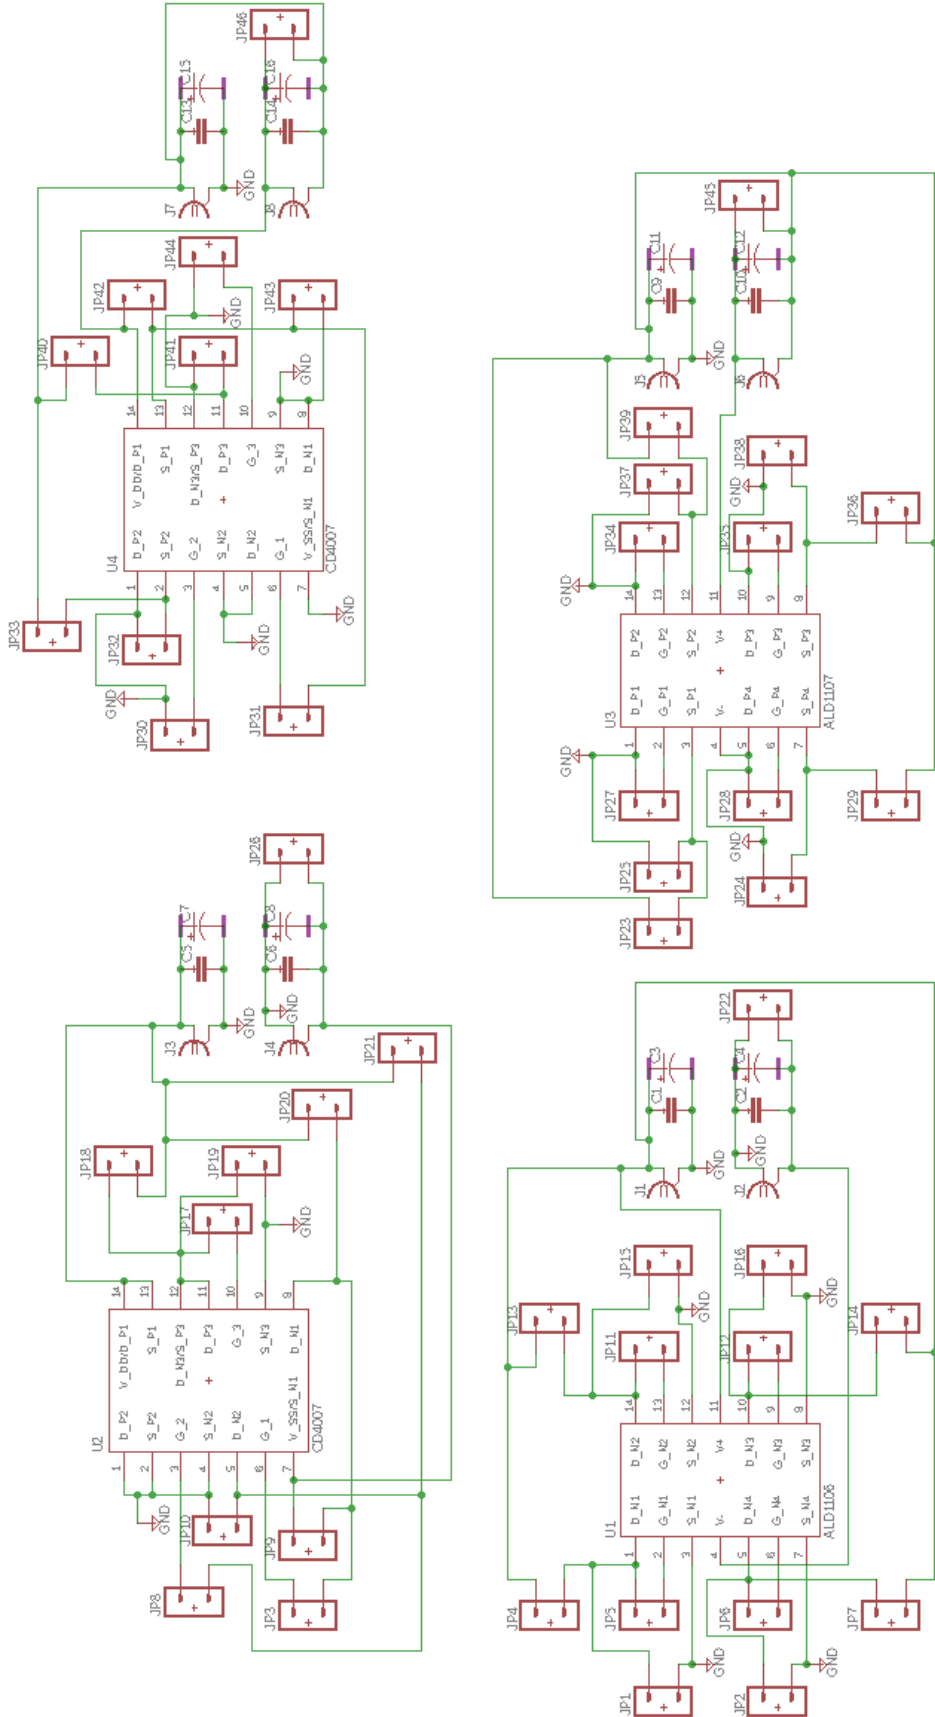 JP46
C15
C16
C13
C14
J7
GND
J8
JP44
JP42
JP43
GND
JP40
JP41
GND
14
13
12
11
10
9
8
V_DD/D_P1
S_P1
D_N3/S_P3
D_P3
G_3
S_N3
D_N1
U4
D_P2
S_P2
G_2
S_N2
D_N2
G_1
V_SS/S_N1
CD4007
1
2
3
4
5
6
7
JP33
JP32
GND
GND
GND
JP30
JP31
JP45
C11
C12
C9
C10
J5
GND
J6
JP39
JP38
JP37
GND
JP36
JP34
JP35
GND
14
13
12
11
10
9
8
D_P2
G_P2
S_P2
V+
D_P3
G_P3
S_P3
U3
D_P1
G_P1
S_P1
V-
D_P4
G_P4
S_P4
ALD1107
1
2
3
4
5
6
7
GND
JP27
JP28
JP29
GND
JP25
JP24
JP23
JP26
C7
C8
C5
C6
J3
GND
GND
J4
JP21
JP20
JP18
JP19
JP17
GND
14
13
12
11
10
9
8
V_DD/D_P1
S_P1
D_N3/S_P3
D_P3
G_3
S_N3
D_N1
U2
D_P2
S_P2
G_2
S_N2
D_N2
G_1
V_SS/S_N1
CD4007
1
2
3
4
5
6
7
GND
JP10
JP9
JP8
JP3
JP22
C3
C4
C1
C2
GND
J1
GND
J2
JP15
JP16
JP13
GND
GND
JP14
JP11
JP12
14
13
12
11
10
9
8
D_N2
G_N2
S_N2
V+
D_N3
G_N3
S_N3
U1
D_N1
G_N1
S_N1
V-
D_N4
G_N4
S_N4
ALD1106
1
2
3
4
5
6
7
JP4
JP5
JP6
JP7
GND
GND
JP1
JP2